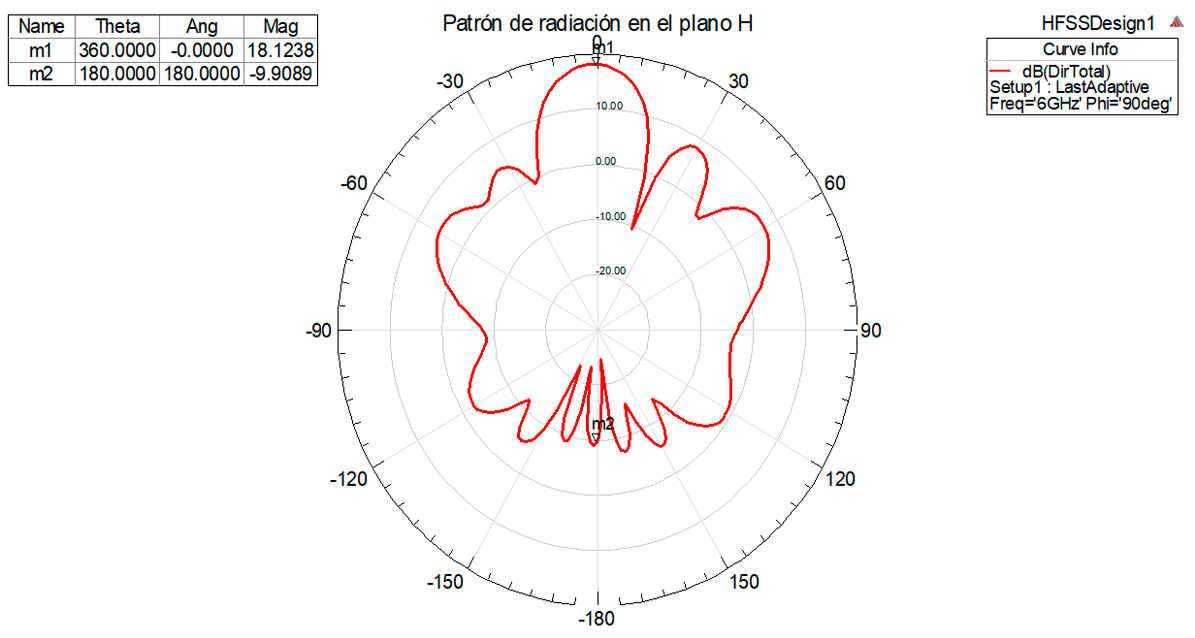 Patrón de radiación en el plano H
Name Theta Ang Mag
m1 360.0000 -0.0000 18.1238
m2 180.0000 180.0000 -9.9089
HFSSDesign1
Curve Info
dB(DirTotal)
Setup1 : LastAdaptive
Freq='6GHz' Phi='90deg'
0
m1
-30
30
10.00
-60
0.00
60
-10.00
-20.00
-90
90
m2
-120
120
-150
150
-180